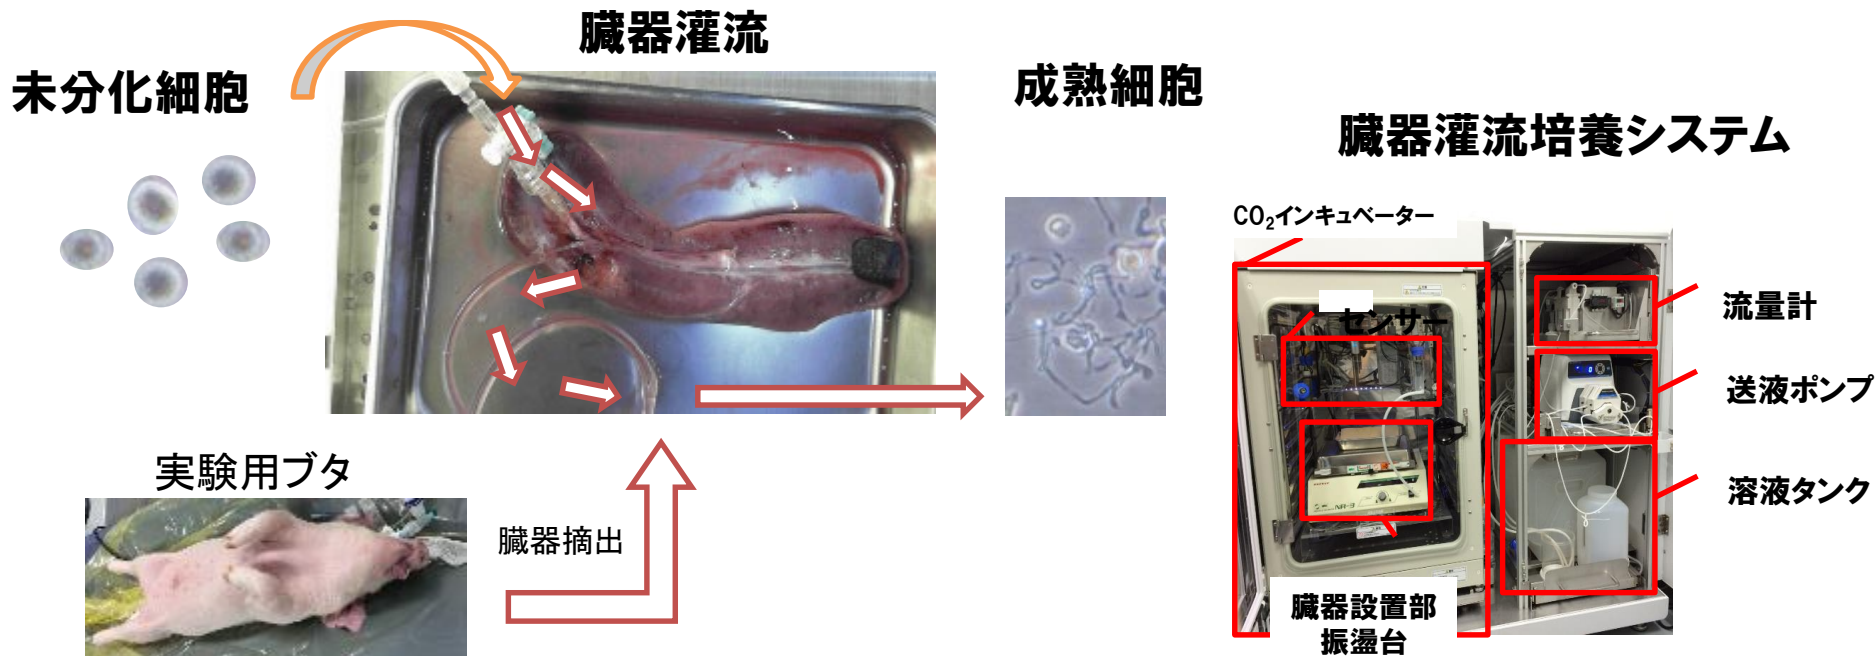 臓器灌流
未分化細胞
成熟細胞
臓器灌流培養システム
CO₂インキュベーター
センサー
流量計
送液ポンプ
溶液タンク
実験用ブタ
臓器摘出
NR-3
臓器設置部
振盪台